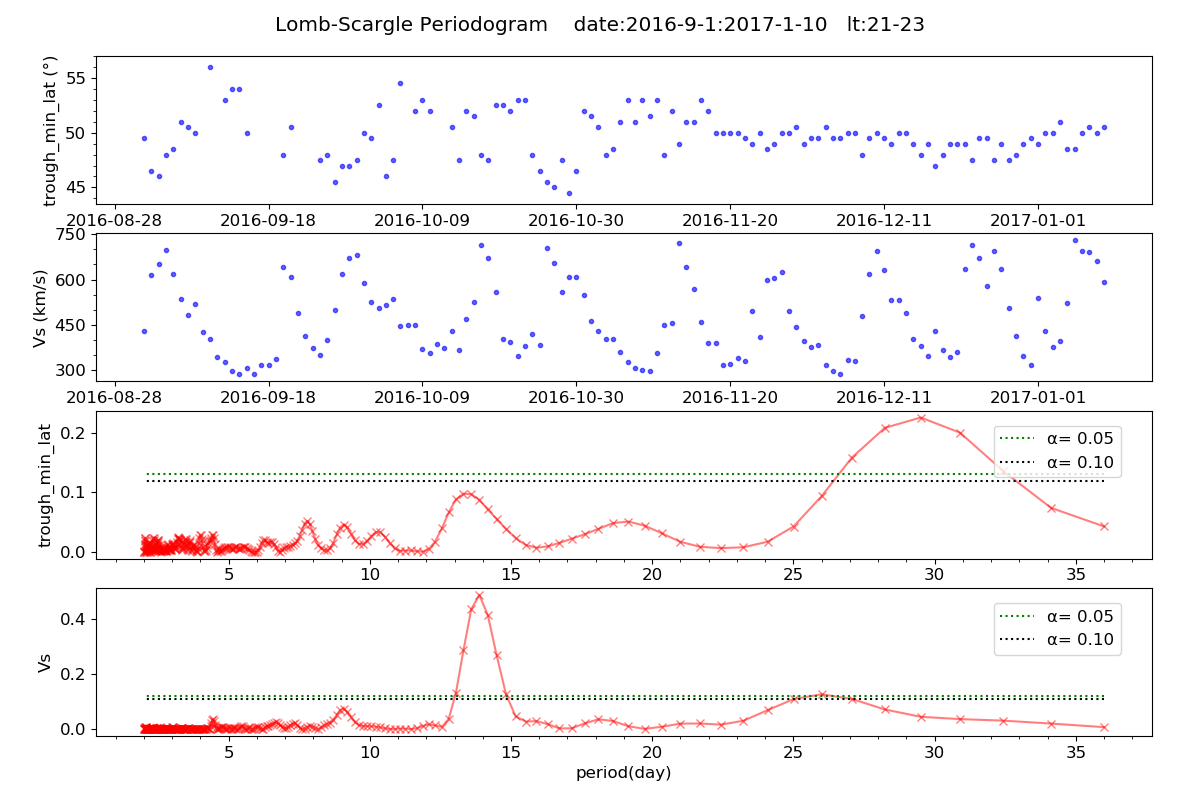 Lomb-Scargle Periodogram    date:2016-9-1:2017-1-10   lt:21-23
trough_min_lat (°)
55
50
45
2016-08-28 2016-09-18 2016-10-09 2016-10-30 2016-11-20 2016-12-11 2017-01-01
Vs (km/s)
750
600
450
300
2016-08-28 2016-09-18 2016-10-09 2016-10-30 2016-11-20 2016-12-11 2017-01-01
trough_min_lat
0.2
0.1
0.0
α= 0.05
α= 0.10
5 10 15 20 25 30 35
Vs
0.4
0.2
0.0
α= 0.05
α= 0.10
5 10 15 20 25 30 35
period(day)